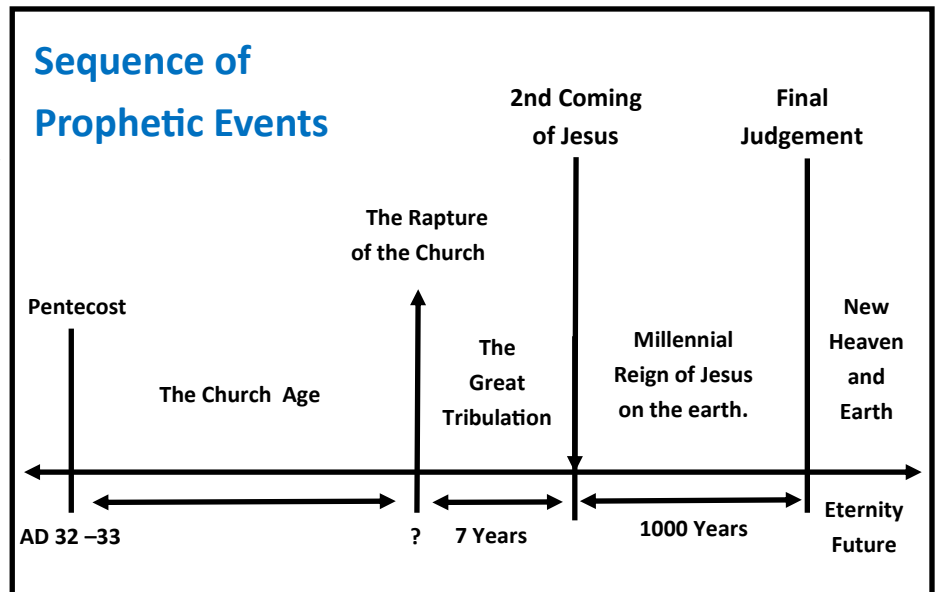 Sequence of
Prophetic Events
2nd Coming
of Jesus
Final
Judgement
The Rapture
of the Church
Pentecost
The Church Age
The
Great
Tribulation
Millennial
Reign of Jesus
on the earth.
New
Heaven
and
Earth
AD 32 –33
?
7 Years
1000 Years
Eternity
Future